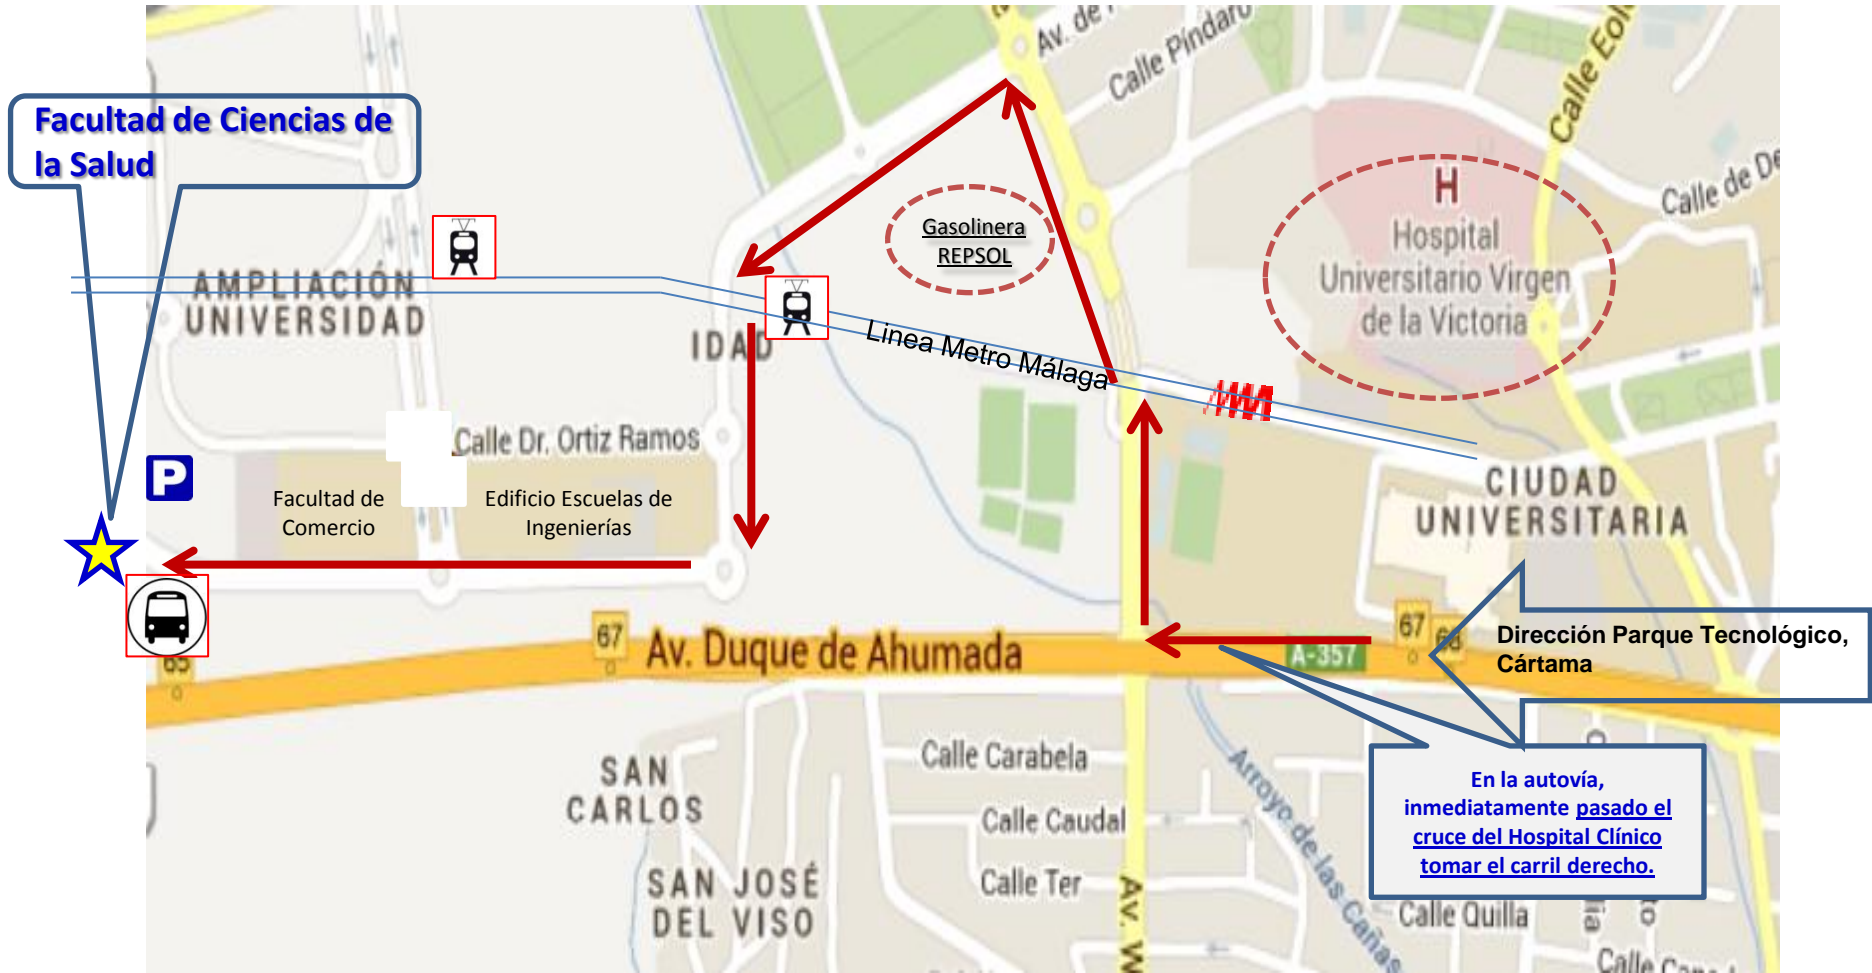 Av. de
Calle Píndaro
Calle Eolo
Facultad de Ciencias de
la Salud
H
Hospital
Universitario Virgen
de la Victoria
Calle de De
Gasolinera
REPSOL
AMPLIACIÓN
UNIVERSIDAD
IDAD
Linea Metro Málaga
Calle Dr. Ortiz Ramos
P
Facultad de
Comercio
Edificio Escuelas de
Ingenierías
CIUDAD
UNIVERSITARIA
67
Av. Duque de Ahumada
A-357
67
68
Dirección Parque Tecnológico,
Cártama
65
SAN
CARLOS
Calle Carabela
Calle Caudal
Calle Ter
Arroyo de las Cañas
En la autovía,
inmediatamente pasado el
cruce del Hospital Clínico
tomar el carril derecho.
SAN JOSÉ
DEL VISO
Av. W
Calle Quilla